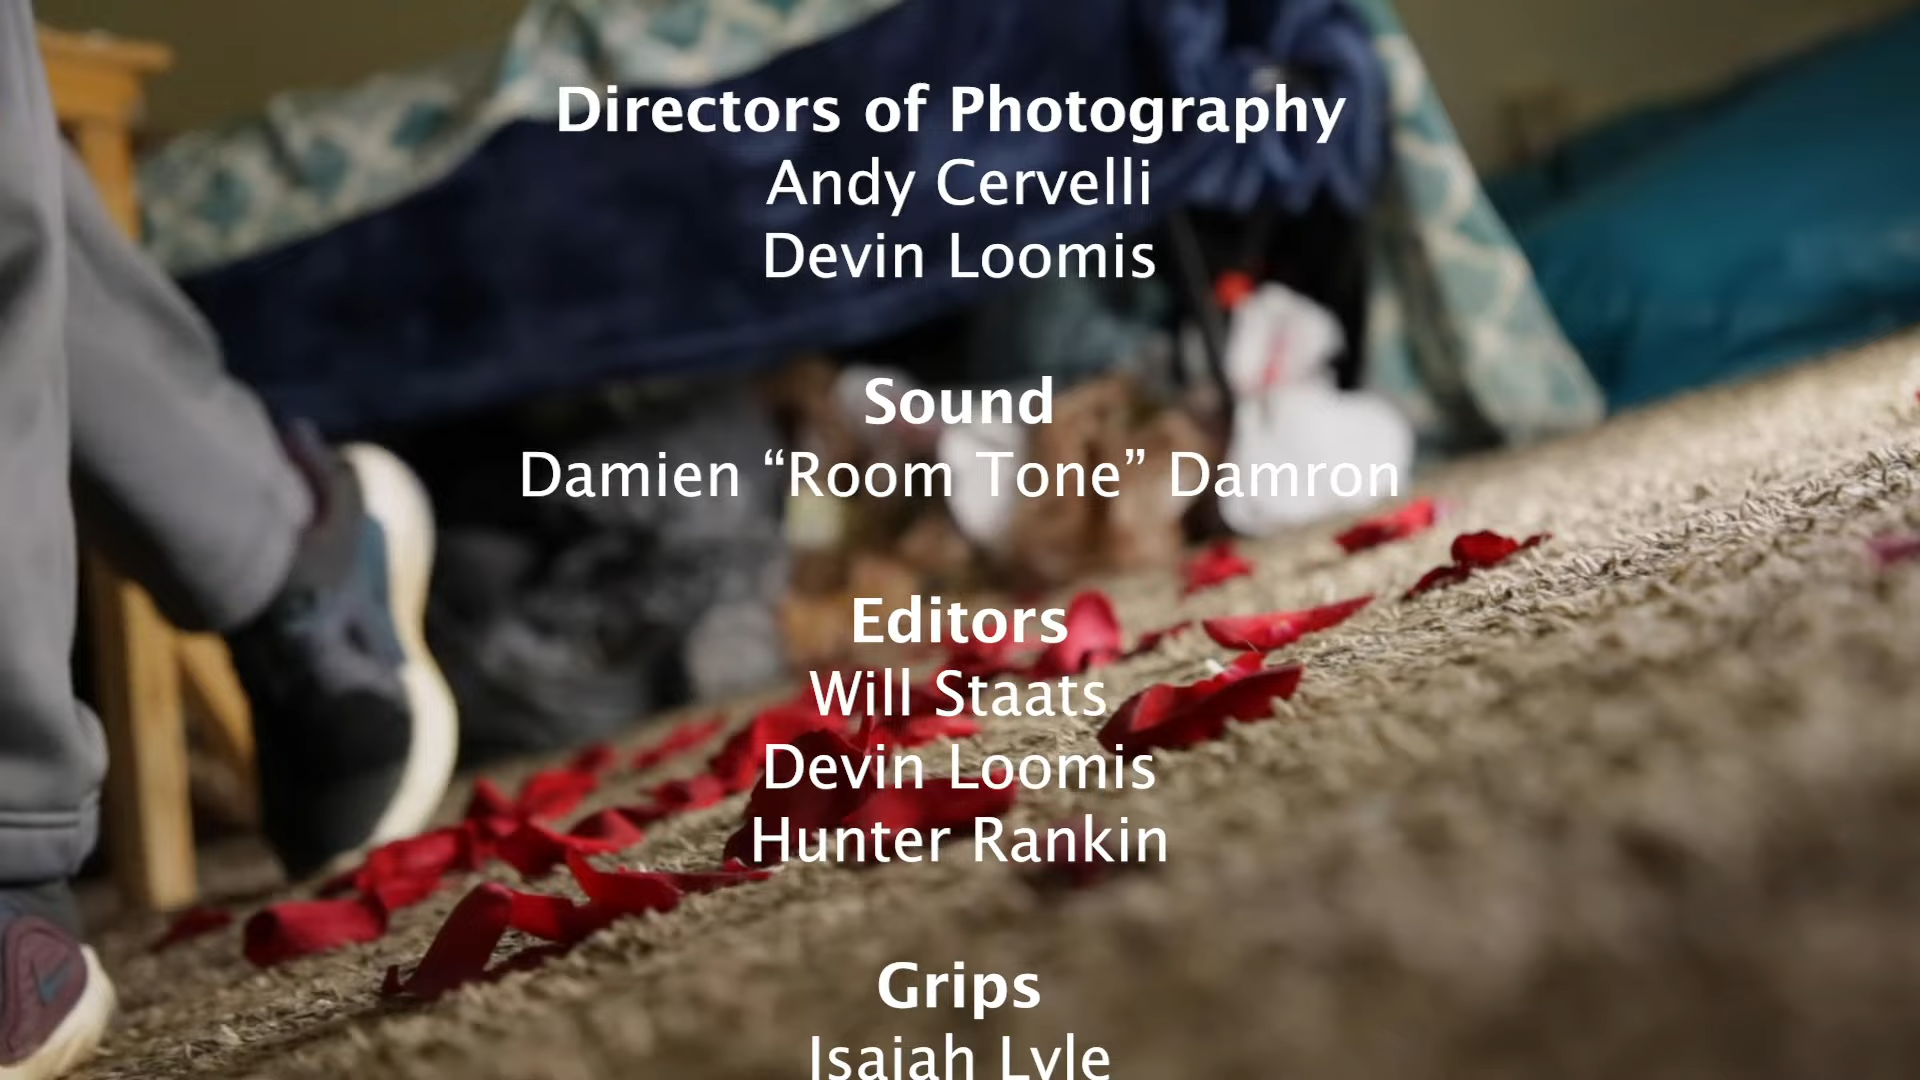 Directors of Photography
Andy Cervelli
Devin Loomis
Sound
Damien “Room Tone” Damron
Editors
Will Staats
Devin Loomis
Hunter Rankin
Grips
Isaiah Lyle